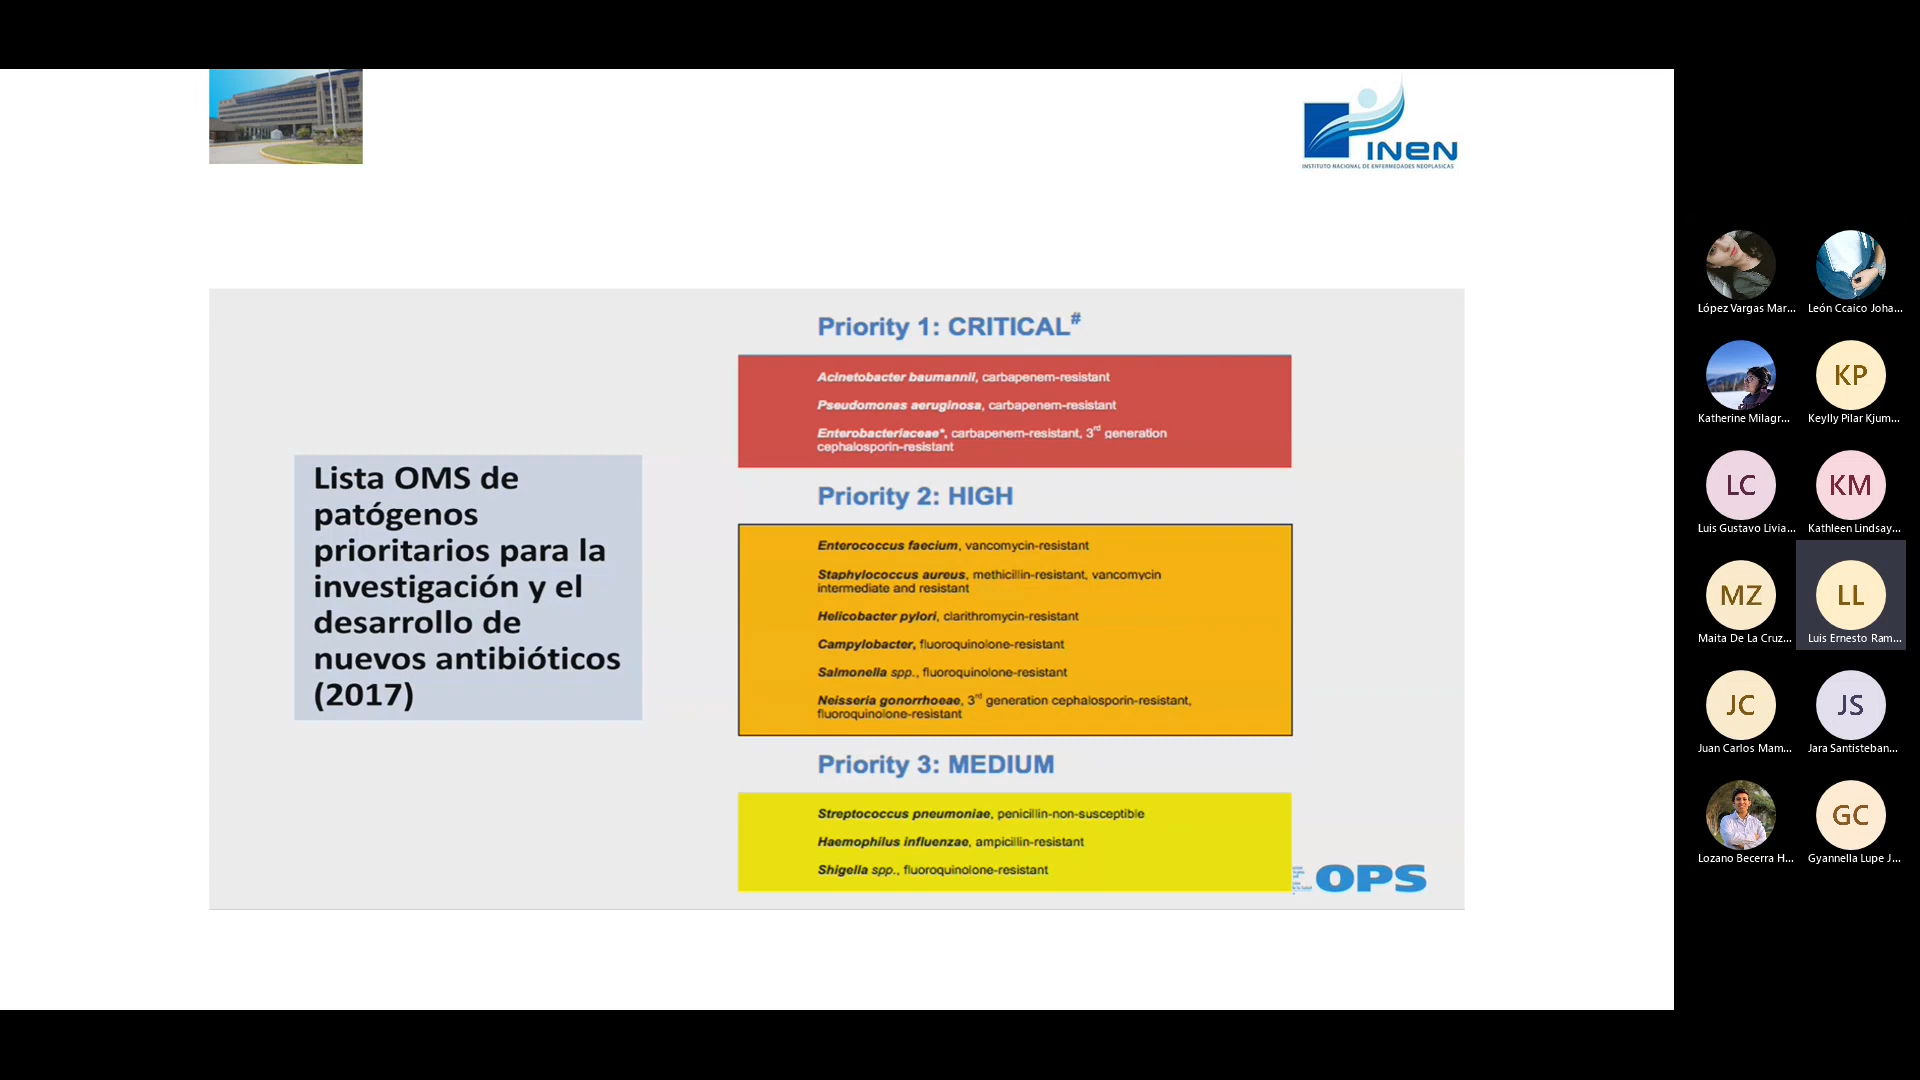 INEN
INSTITUTO NACIONAL DE ENFERMEDADES NEOPLASICAS
Lista OMS de
patógenos
prioritarios para la
investigación y el
desarrollo de
nuevos antibióticos
(2017)
Priority 1: CRITICAL#
Acinetobacter baumannii, carbapenem-resistant
Pseudomonas aeruginosa, carbapenem-resistant
Enterobacteriaceae*, carbapenem-resistant, 3rd generation
cephalosporin-resistant
Priority 2: HIGH
Enterococcus faecium, vancomycin-resistant
Staphylococcus aureus, methicillin-resistant, vancomycin
intermediate and resistant
Helicobacter pylori, clarithromycin-resistant
Campylobacter, fluoroquinolone-resistant
Salmonella spp., fluoroquinolone-resistant
Neisseria gonorrhoeae, 3rd generation cephalosporin-resistant,
fluoroquinolone-resistant
Priority 3: MEDIUM
Streptococcus pneumoniae, penicillin-non-susceptible
Haemophilus influenzae, ampicillin-resistant
Shigella spp., fluoroquinolone-resistant
OPS
López Vargas Mar...
León Ccaico Joha...
Katherine Milagr...
KP
Keylly Pilar Kjum...
LC
Luis Gustavo Livia...
KM
Kathleen Lindsay...
MZ
Maita De La Cruz...
LL
Luis Ernesto Ram...
JC
Juan Carlos Mam...
JS
Jara Santisteban...
Lozano Becerra H...
GC
Gyannella Lupe J...